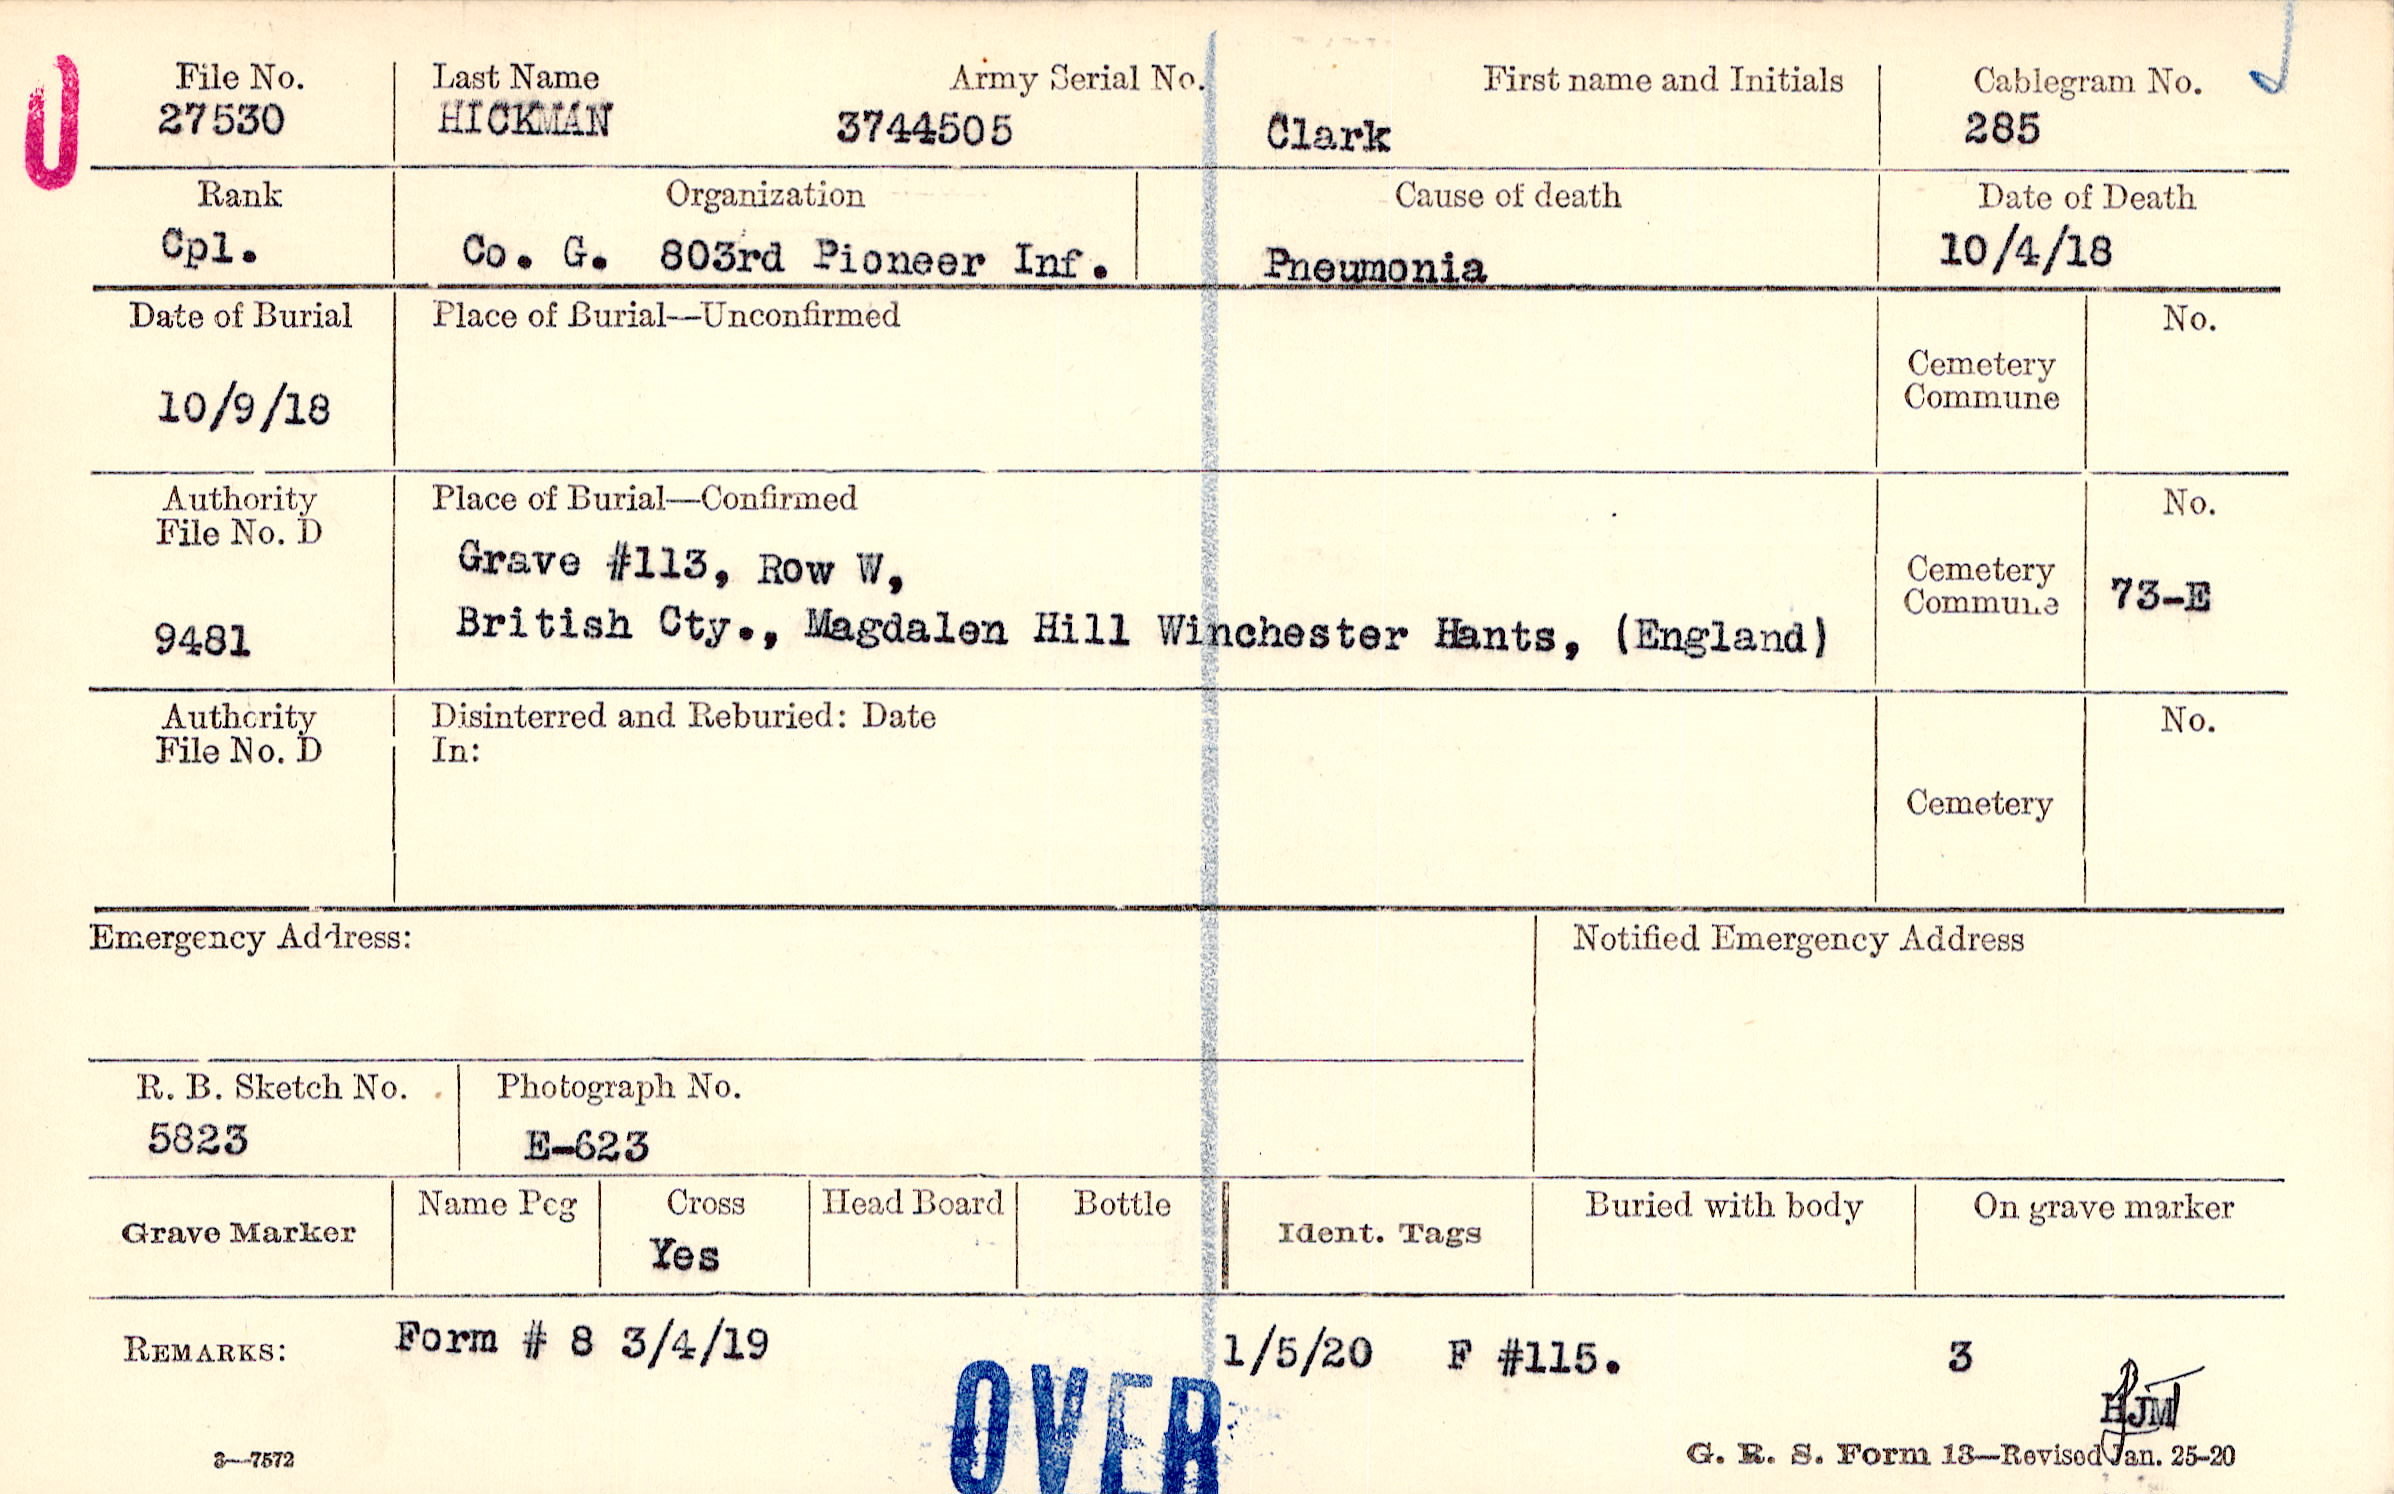 File No. Last Name Army Serial No. First name and Initials Cablegram No.
27530 HICKMAN 3744505 Clark 285
Rank Organization Cause of death Date of Death
Cpl. Co. G. 803rd Pioneer Inf. Pneumonia 10/4/18
Date of Burial Place of Burial—Unconfirmed No.
Cemetery
Commune
10/9/18
Authority Place of Burial—Confirmed No.
File No. D
Grave #113, Row W,
Cemetery
Commune 73-E
9481 British Cty., Magdalen Hill Winchester Hants, (England)
Authority Disinterred and Reburied: Date No.
File No. D In:
Cemetery
Emergency Address: Notified Emergency Address
R. B. Sketch No. Photograph No.
5823 E-623
Grave Marker Name Peg Cross Head Board Bottle Ident. Tags Buried with body On grave marker
Yes
REMARKS: Form # 8 3/4/19 1/5/20 F #115. 3
HJM
OVER
3—7572 G. R. S. Form 13—Revised Jan. 25-20